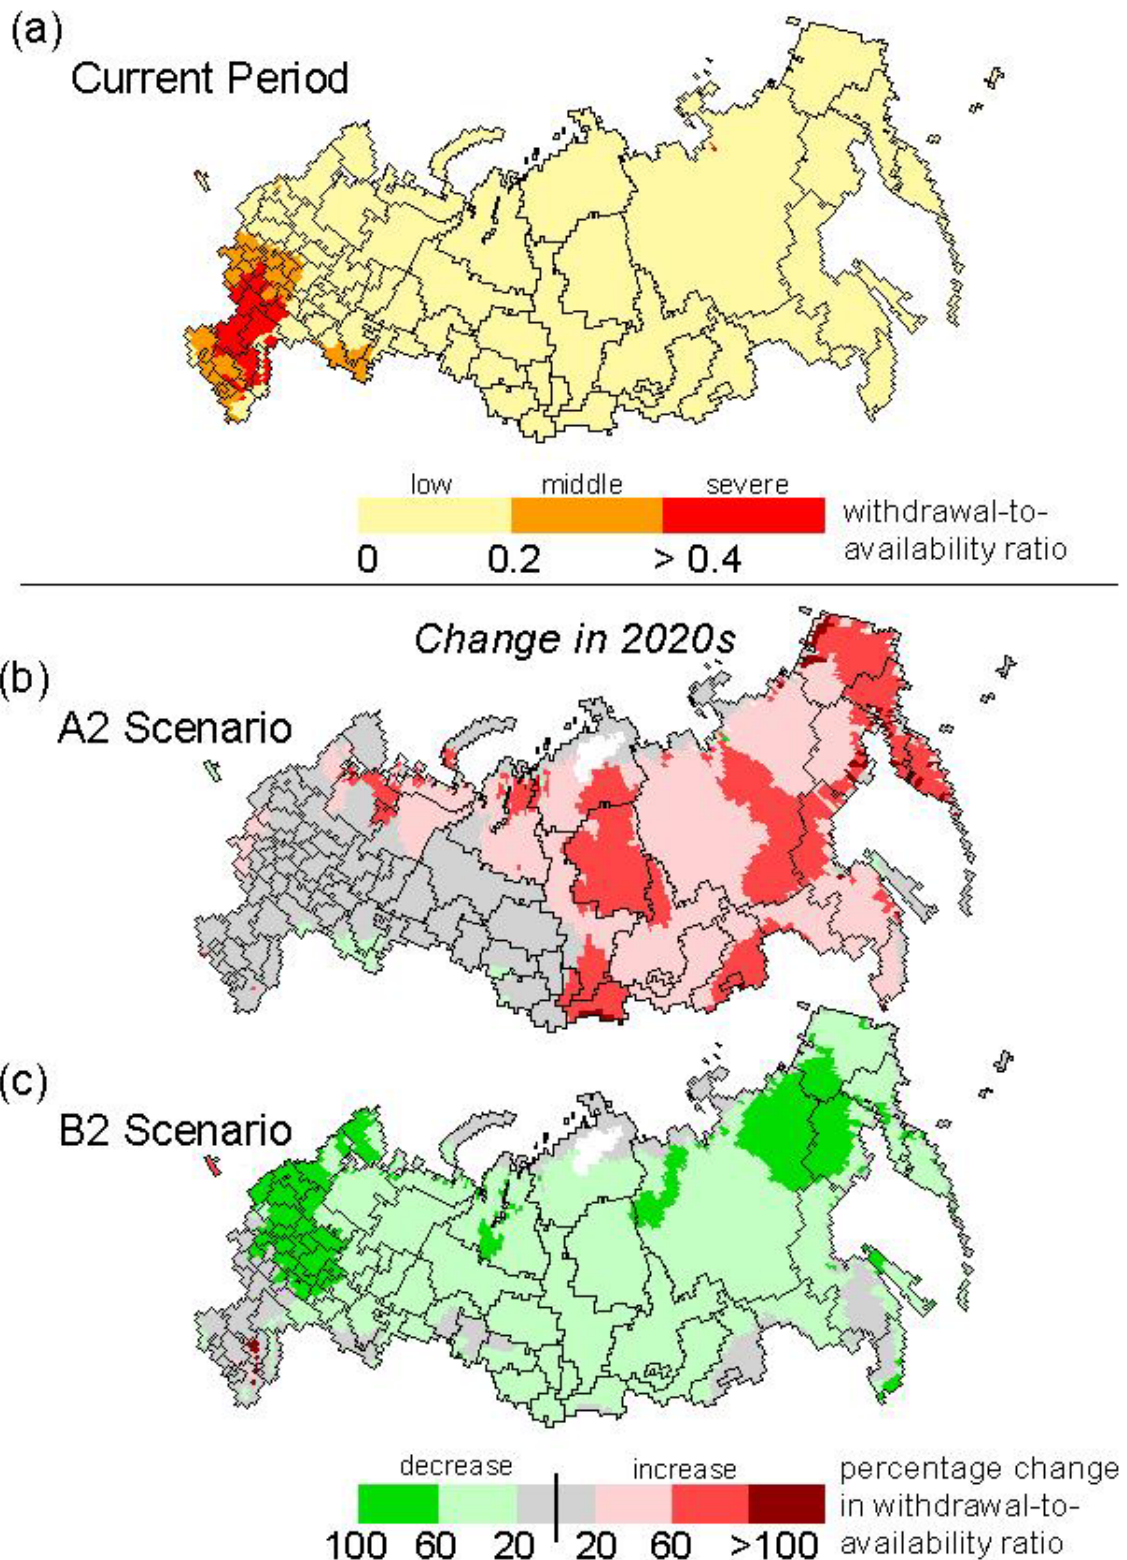 (a)
Current Period
low middle severe
0 0.2 > 0.4
withdrawal-to-
availability ratio
Change in 2020s
(b)
A2 Scenario
(c)
B2 Scenario
decrease increase
100 60 20 20 60 >100
percentage change
in withdrawal-to-
availability ratio